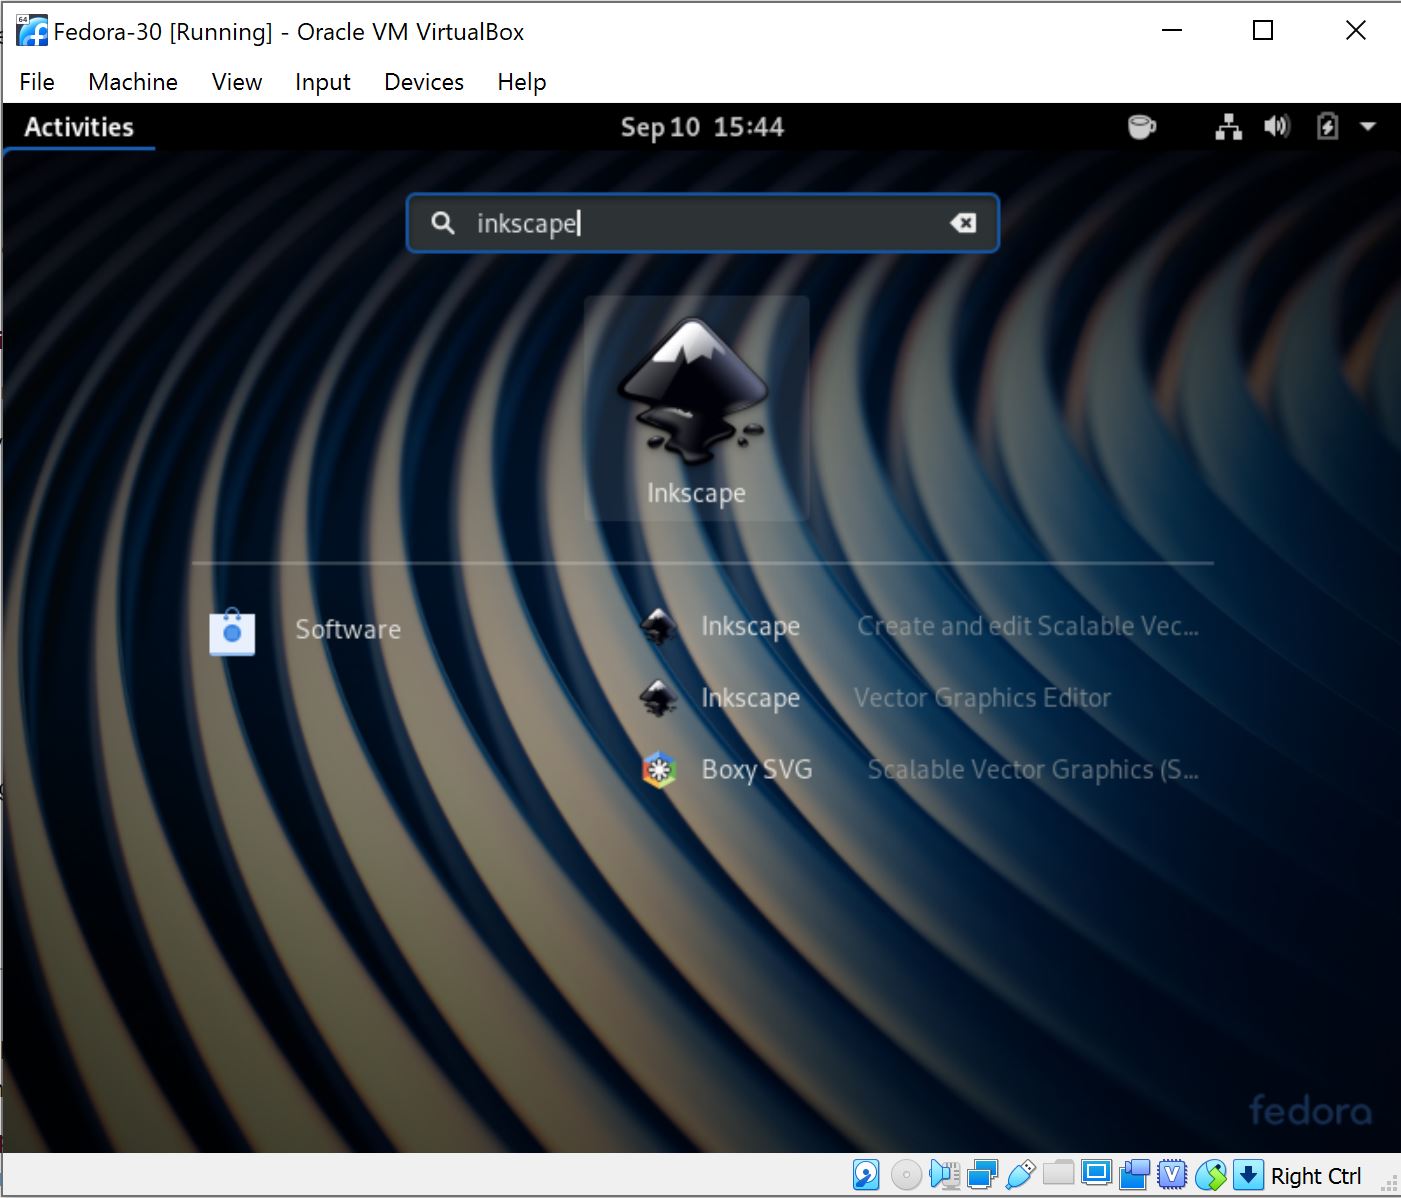 64
Fedora-30 [Running] - Oracle VM VirtualBox
File Machine View Input Devices Help
Activities
Sep 10 15:44
inkscape
Inkscape
Software
Inkscape Create and edit Scalable Vec...
Inkscape Vector Graphics Editor
Boxy SVG Scalable Vector Graphics (S...
fedora
V
Right Ctrl